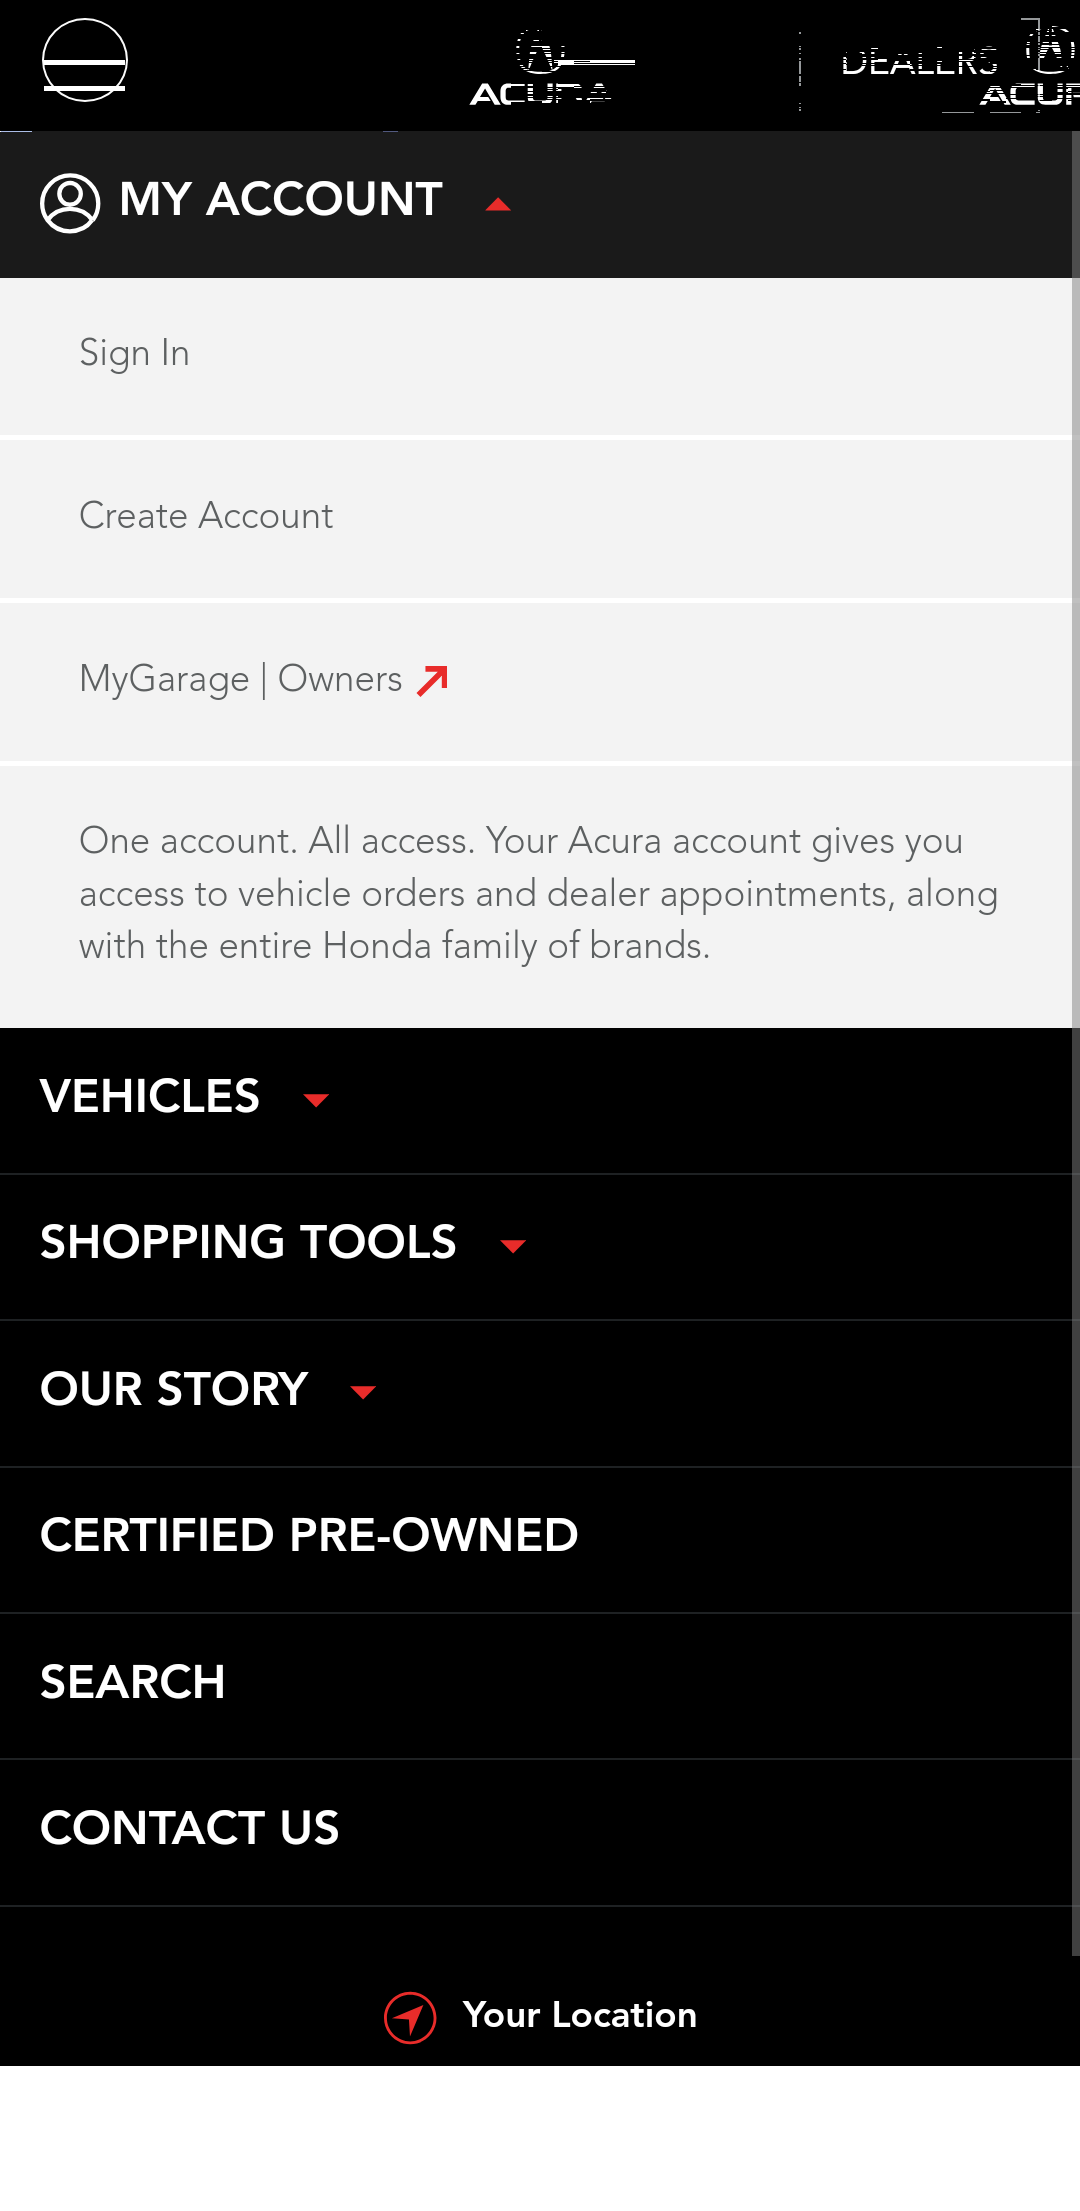 ACURA
DEALERS
ACUR
MY ACCOUNT
Sign In
Create Account
MyGarage | Owners
One account. All access. Your Acura account gives you
access to vehicle orders and dealer appointments, along
with the entire Honda family of brands.
VEHICLES
SHOPPING TOOLS
OUR STORY
CERTIFIED PRE-OWNED
SEARCH
CONTACT US
Your Location